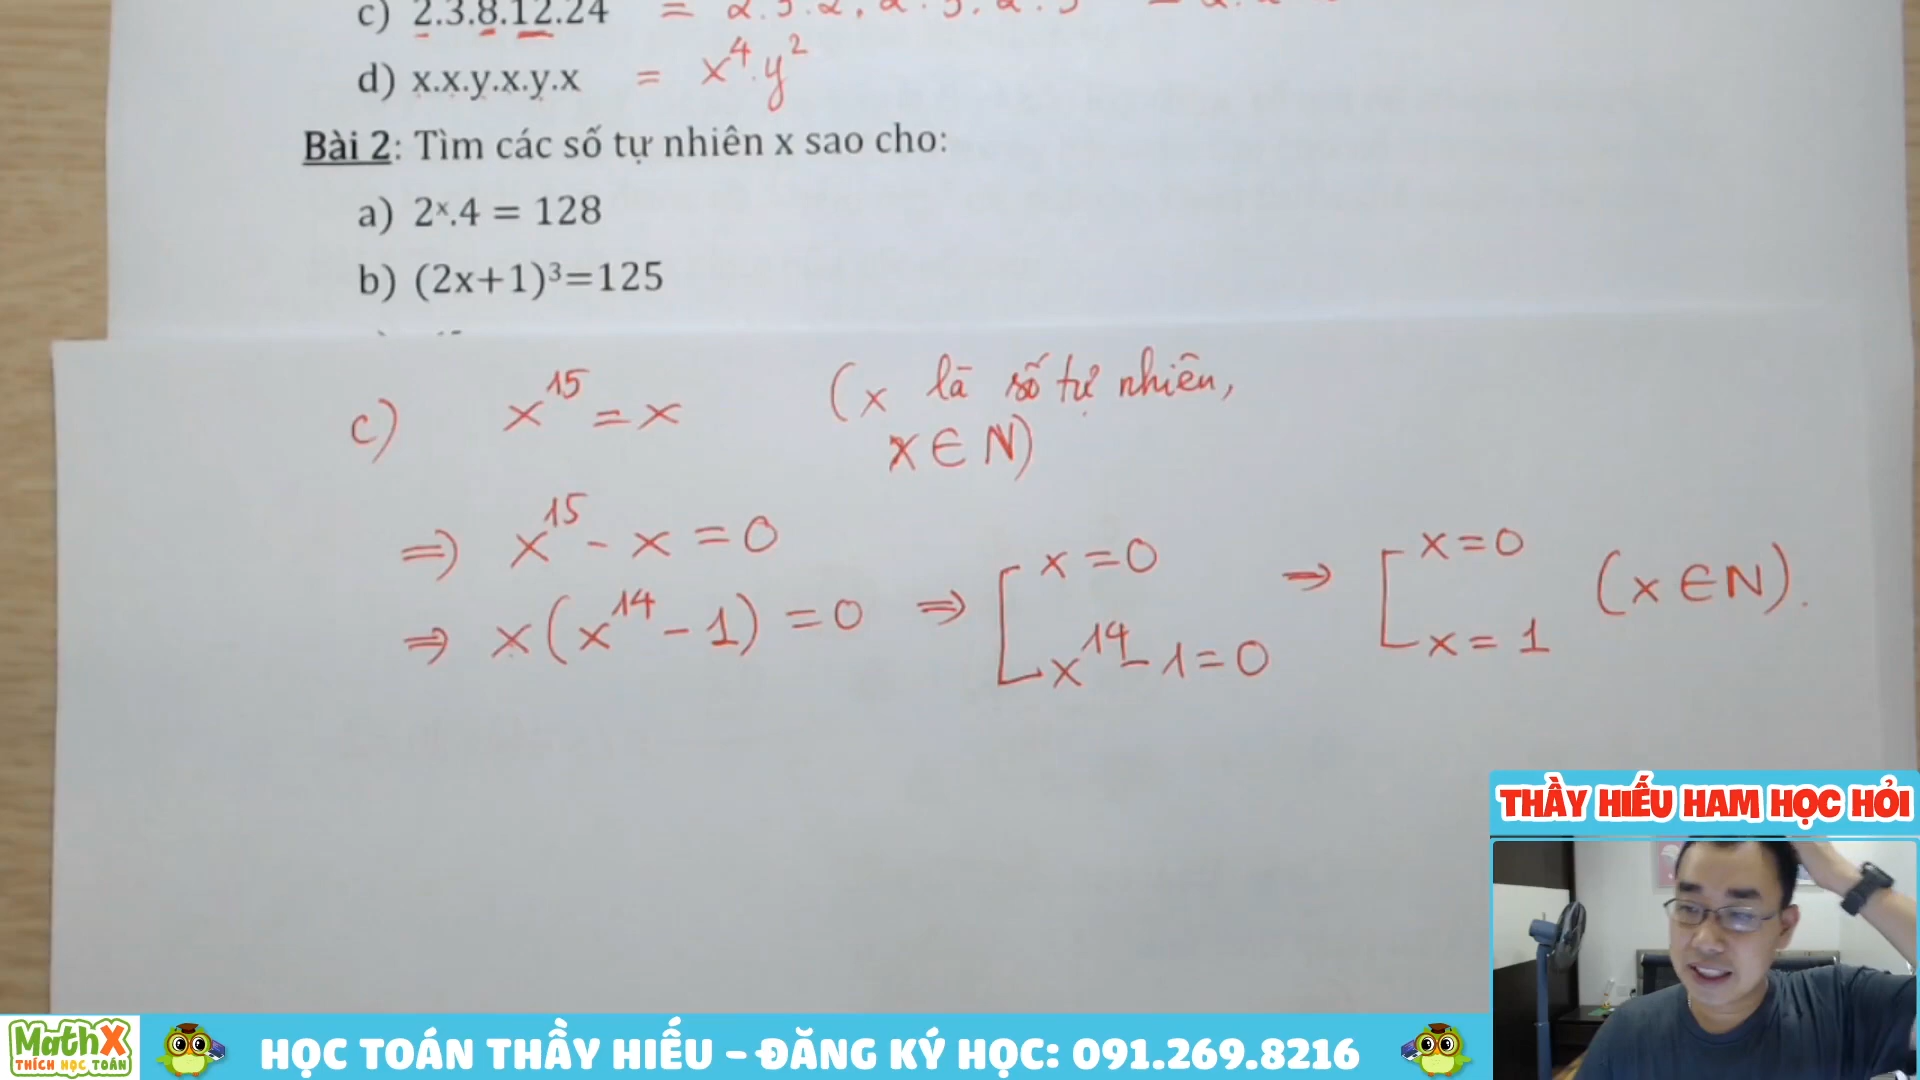 c) 2.3.8.12.24 =
d) x.x.y.x.y.x = x⁴.y²
Bài 2: Tìm các số tự nhiên x sao cho:
a) 2ˣ.4 = 128
b) (2x+1)³=125
c) x¹⁵ = x (x là số tự nhiên,
x ∈ N)
⇒ x¹⁵ - x = 0
⇒ x(x¹⁴ - 1) = 0 ⇒ [ x = 0
x¹⁴ - 1 = 0
⇒ [ x = 0
x = 1 (x ∈ N).
THẦY HIẾU HAM HỌC HỎI
MathX
THÍCH HỌC TOÁN
HỌC TOÁN THẦY HIẾU - ĐĂNG KÝ HỌC: 091.269.8216